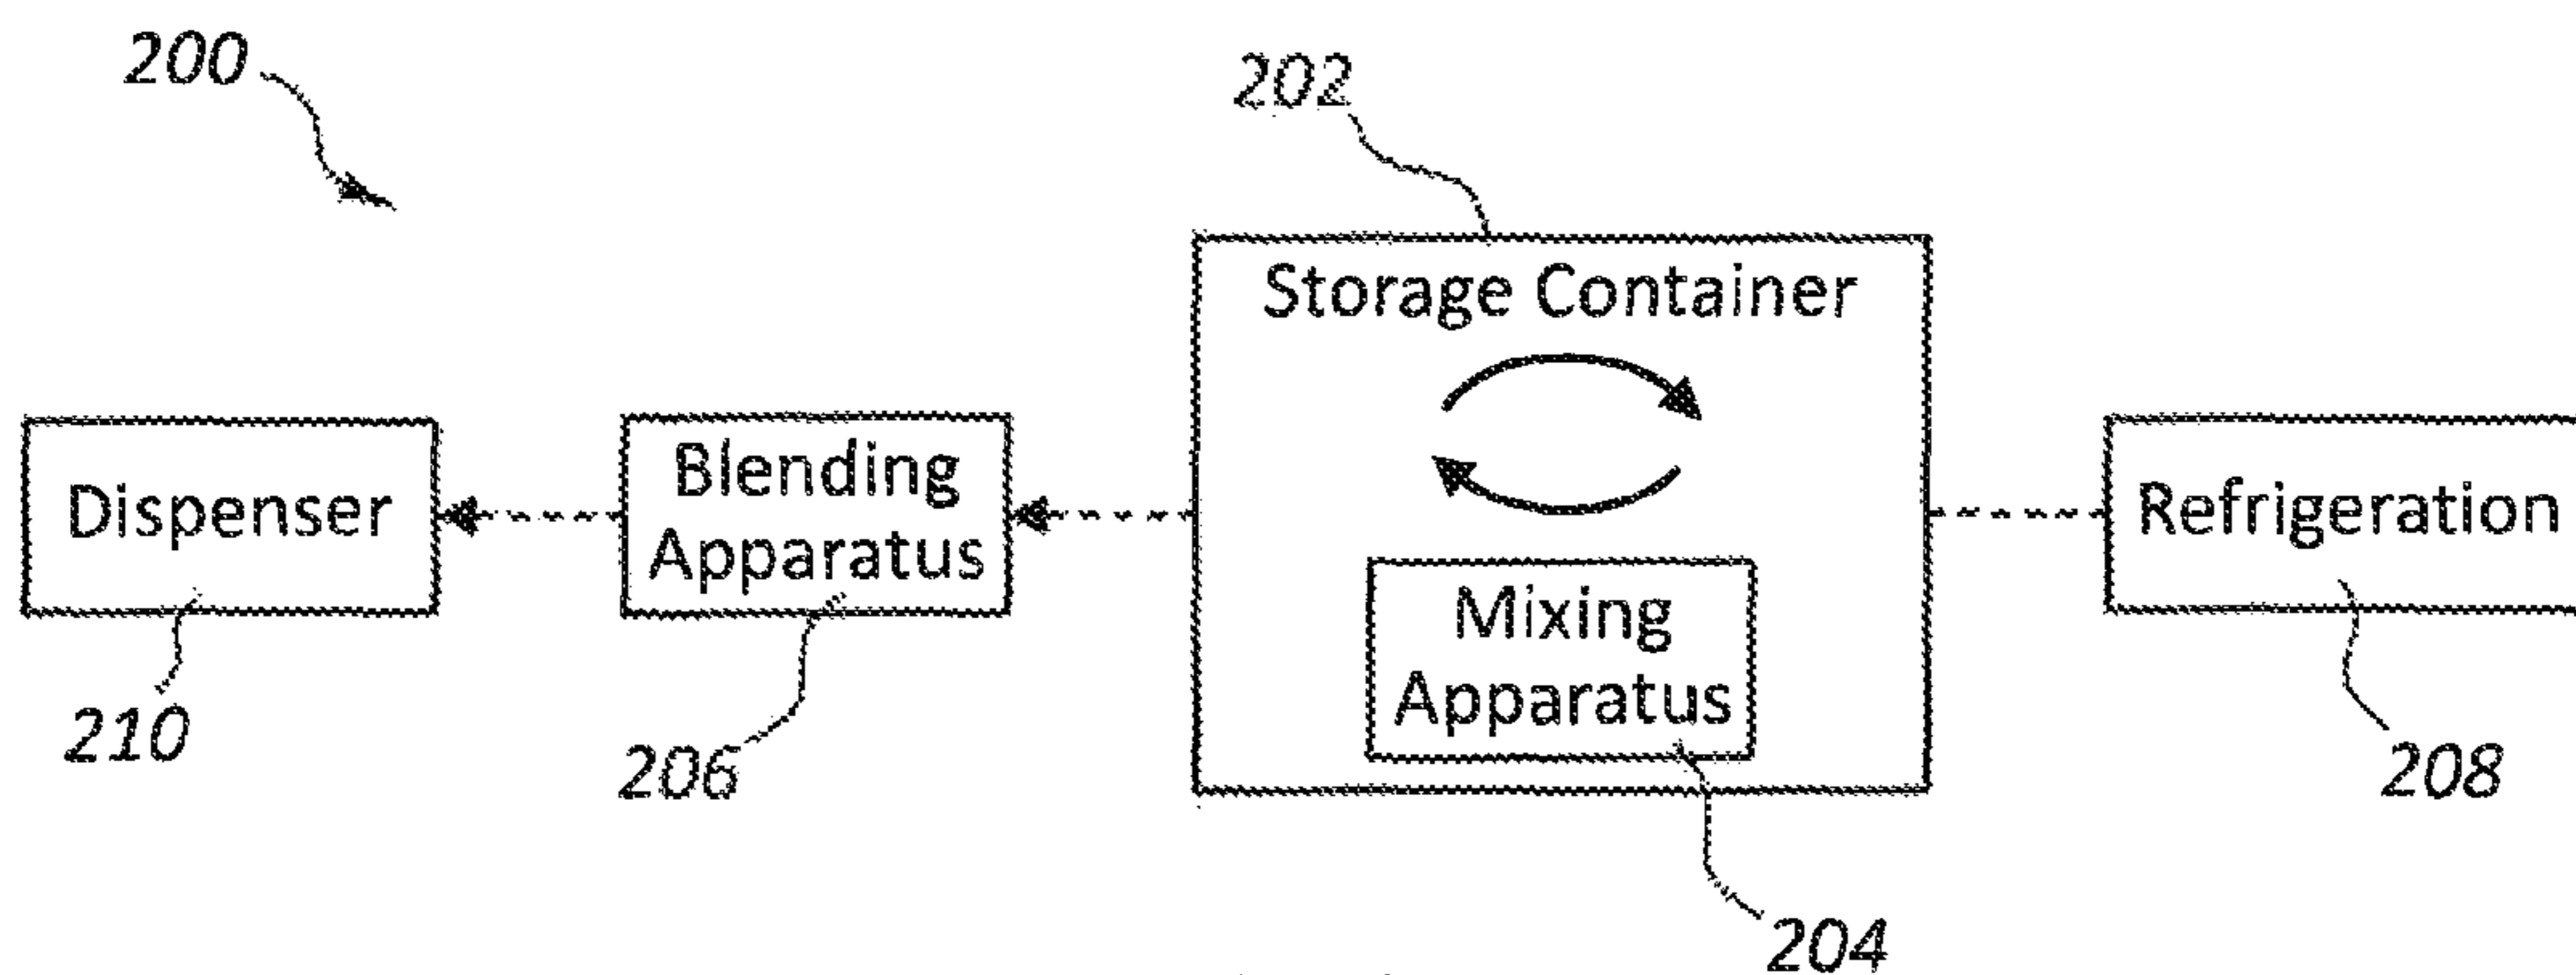 200
202
Storage Container
Dispenser
Blending
Apparatus
Refrigeration
Mixing
Apparatus
210
206
208
204